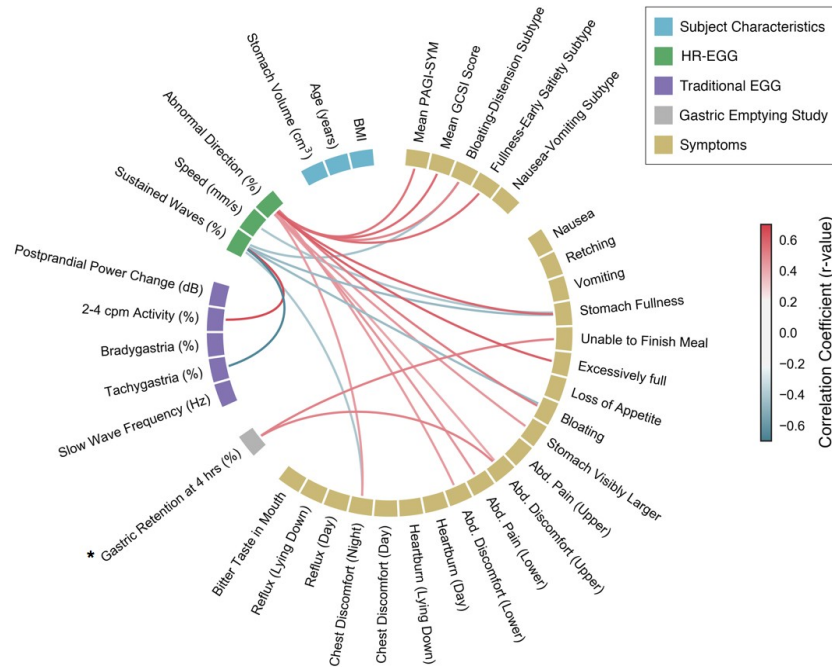 Subject Characteristics
HR-EGG
Traditional EGG
Gastric Emptying Study
Symptoms
Stomach Volume (cm³)
Age (years)
BMI
Mean PAGI-SYM
Mean GCSI Score
Bloating-Distension Subtype
Fullness-Early Satiety Subtype
Nausea-Vomiting Subtype
Nausea
Retching
Vomiting
Stomach Fullness
Unable to Finish Meal
Excessively full
Loss of Appetite
Bloating
Stomach Visibly Larger
Abd. Pain (Upper)
Abd. Discomfort (Upper)
Abd. Pain (Lower)
Abd. Discomfort (Lower)
Heartburn (Day)
Heartburn (Lying Down)
Chest Discomfort (Day)
Chest Discomfort (Night)
Reflux (Day)
Reflux (Lying Down)
Bitter Taste in Mouth
* Gastric Retention at 4 hrs (%)
Slow Wave Frequency (Hz)
Tachygastria (%)
Bradygastria (%)
2-4 cpm Activity (%)
Postprandial Power Change (dB)
Sustained Waves (%)
Speed (mm/s)
Abnormal Direction (%)
0.6
0.4
0.2
0.0
−0.2
−0.4
−0.6
Correlation Coefficient (r-value)